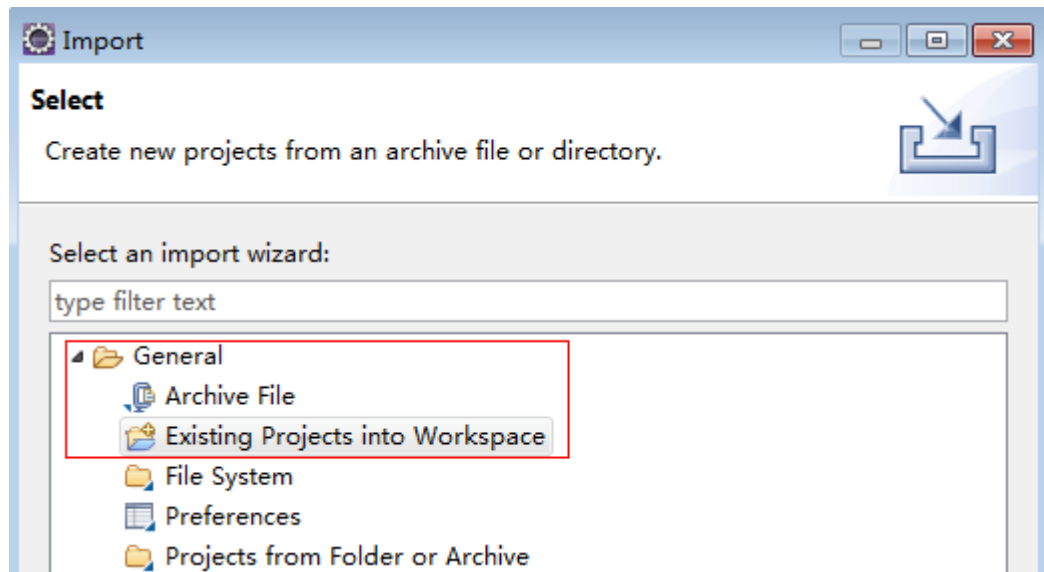 Import
Select
Create new projects from an archive file or directory.
Select an import wizard:
type filter text
General
Archive File
Existing Projects into Workspace
File System
Preferences
Projects from Folder or Archive